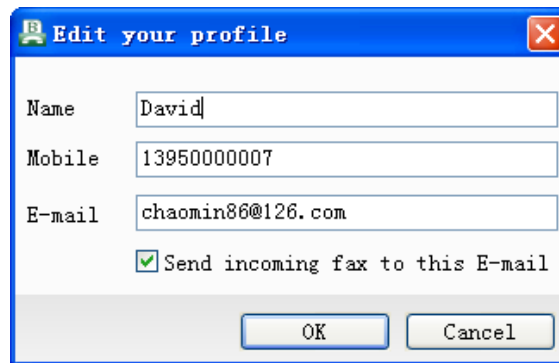 Edit your profile
Name David
Mobile 13950000007
E-mail chaomin86@126.com
Send incoming fax to this E-mail
OK Cancel